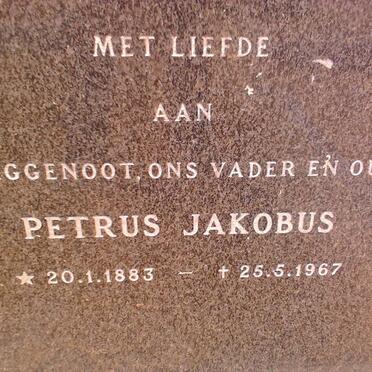 MET LIEFDE
AAN
GGENOOT, ONS VADER EN OU
PETRUS JAKOBUS
★ 20.1.1883 — † 25.5.1967